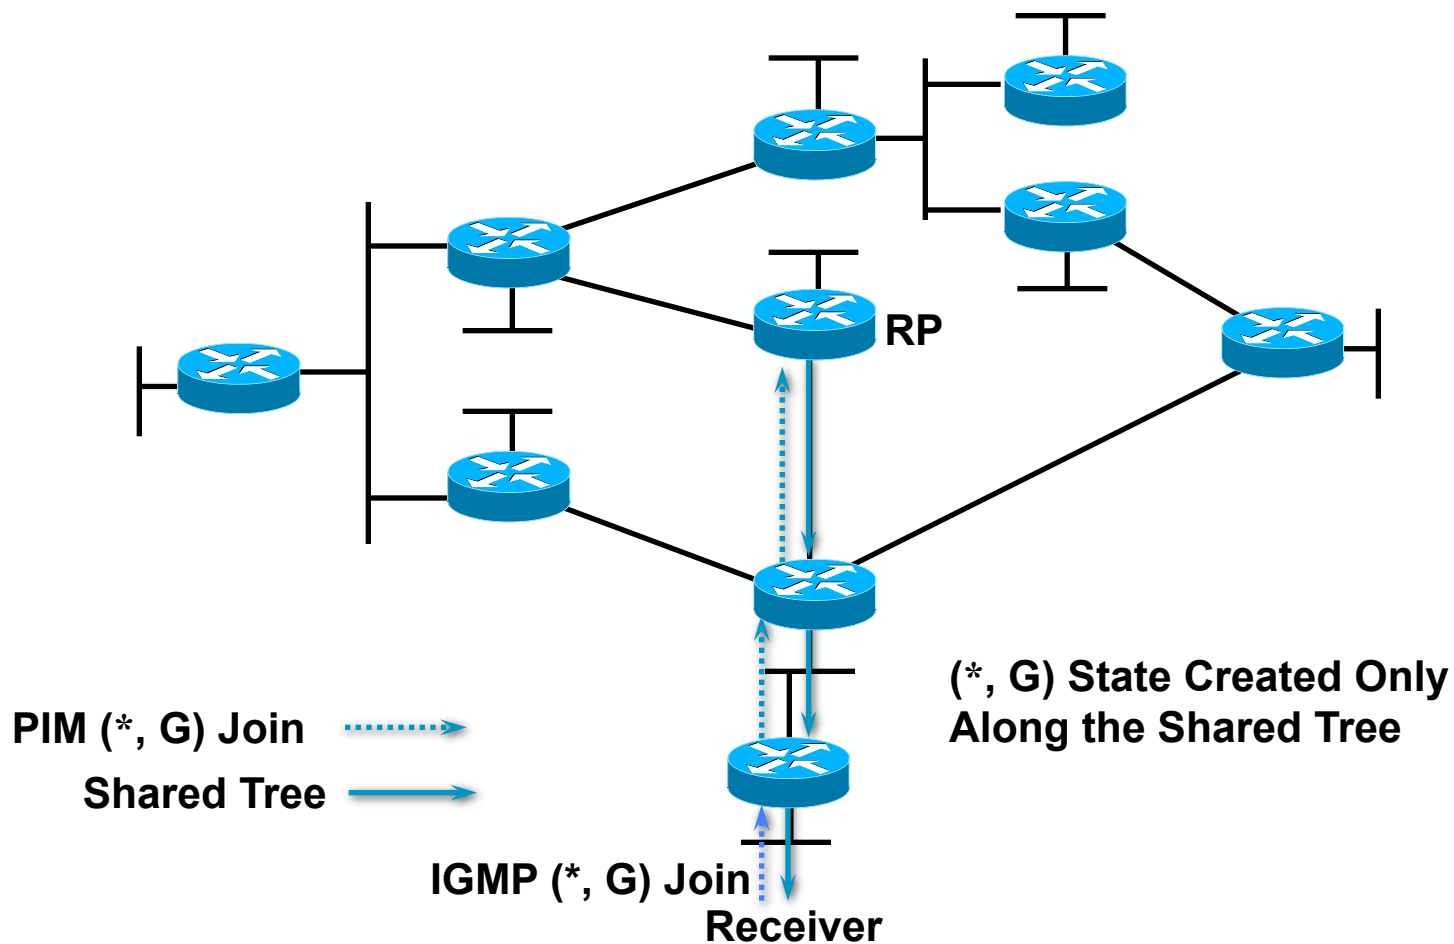 RP
(*, G) State Created Only
Along the Shared Tree
PIM (*, G) Join
Shared Tree
IGMP (*, G) Join
Receiver